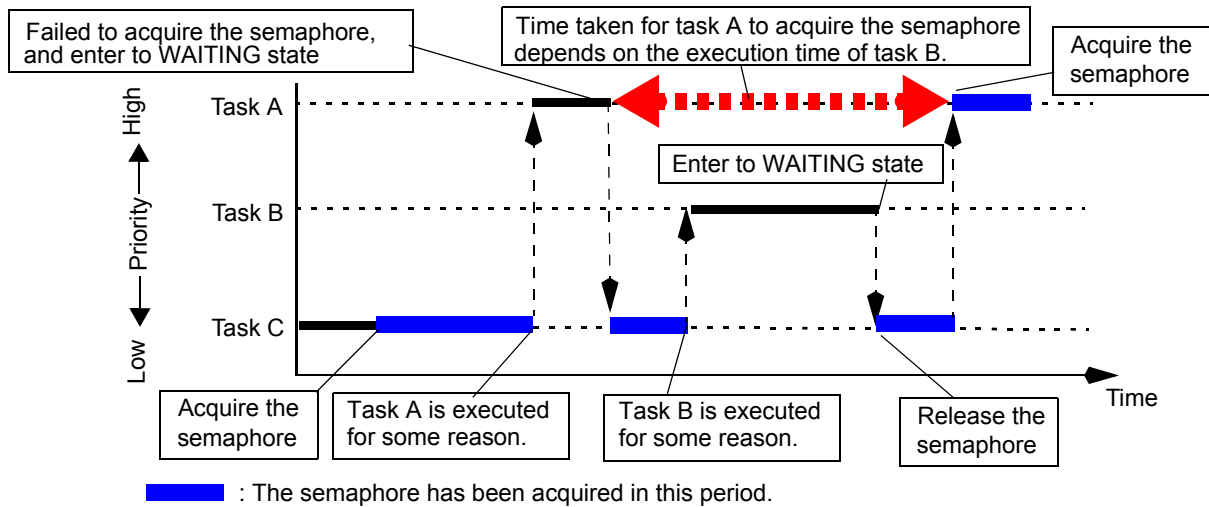 Failed to acquire the semaphore,
and enter to WAITING state
Time taken for task A to acquire the semaphore
depends on the execution time of task B.
Acquire the
semaphore
High
Priority
Low
Task A
Enter to WAITING state
Task B
Task C
Time
Acquire the
semaphore
Task A is executed
for some reason.
Task B is executed
for some reason.
Release the
semaphore
: The semaphore has been acquired in this period.